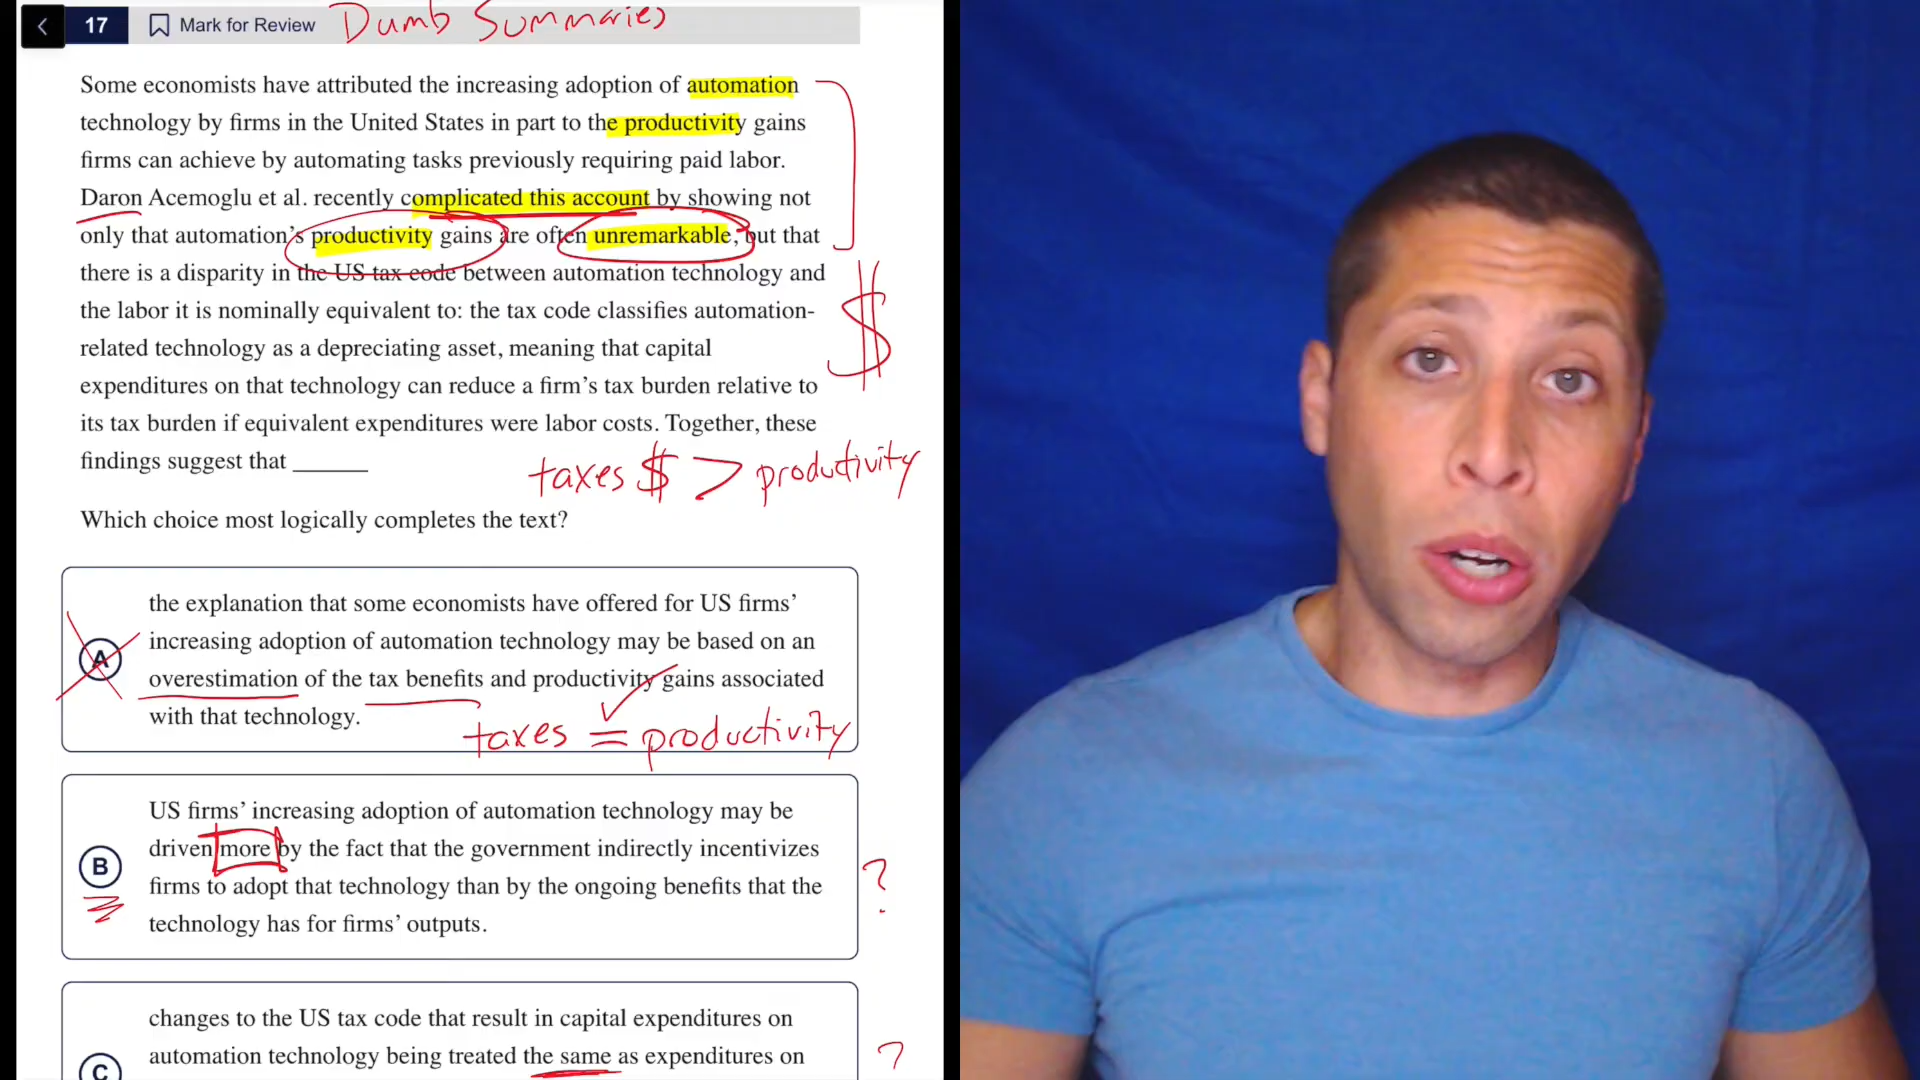 17 Mark for Review Dumb Summaries
Some economists have attributed the increasing adoption of automation
technology by firms in the United States in part to the productivity gains
firms can achieve by automating tasks previously requiring paid labor.
Daron Acemoglu et al. recently complicated this account by showing not
only that automation's productivity gains are often unremarkable, but that
there is a disparity in the US tax code between automation technology and
the labor it is nominally equivalent to: the tax code classifies automation-
related technology as a depreciating asset, meaning that capital
expenditures on that technology can reduce a firm's tax burden relative to
its tax burden if equivalent expenditures were labor costs. Together, these
findings suggest that ______
$
taxes $ > productivity
Which choice most logically completes the text?
A
the explanation that some economists have offered for US firms'
increasing adoption of automation technology may be based on an
overestimation of the tax benefits and productivity gains associated
with that technology.
taxes = productivity
B
US firms' increasing adoption of automation technology may be
driven more by the fact that the government indirectly incentivizes
firms to adopt that technology than by the ongoing benefits that the
technology has for firms' outputs.
?
C
changes to the US tax code that result in capital expenditures on
automation technology being treated the same as expenditures on
?